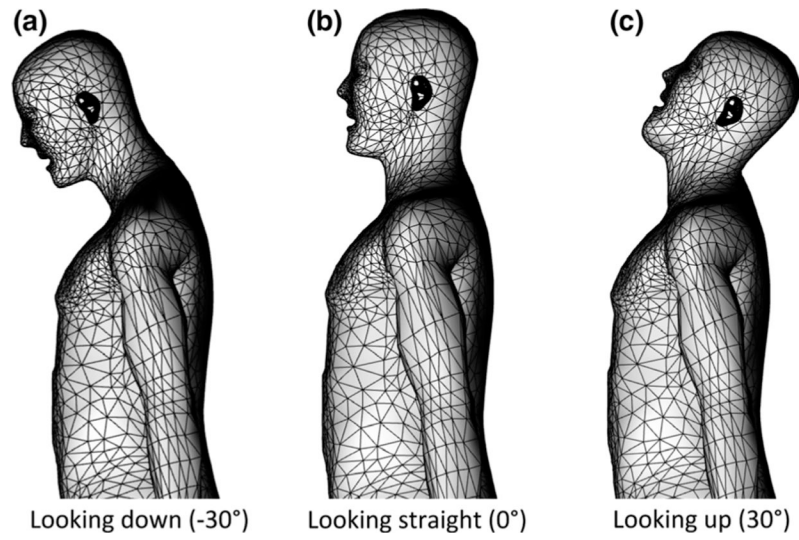 (a)
(b)
(c)
Looking down (-30°)
Looking straight (0°)
Looking up (30°)